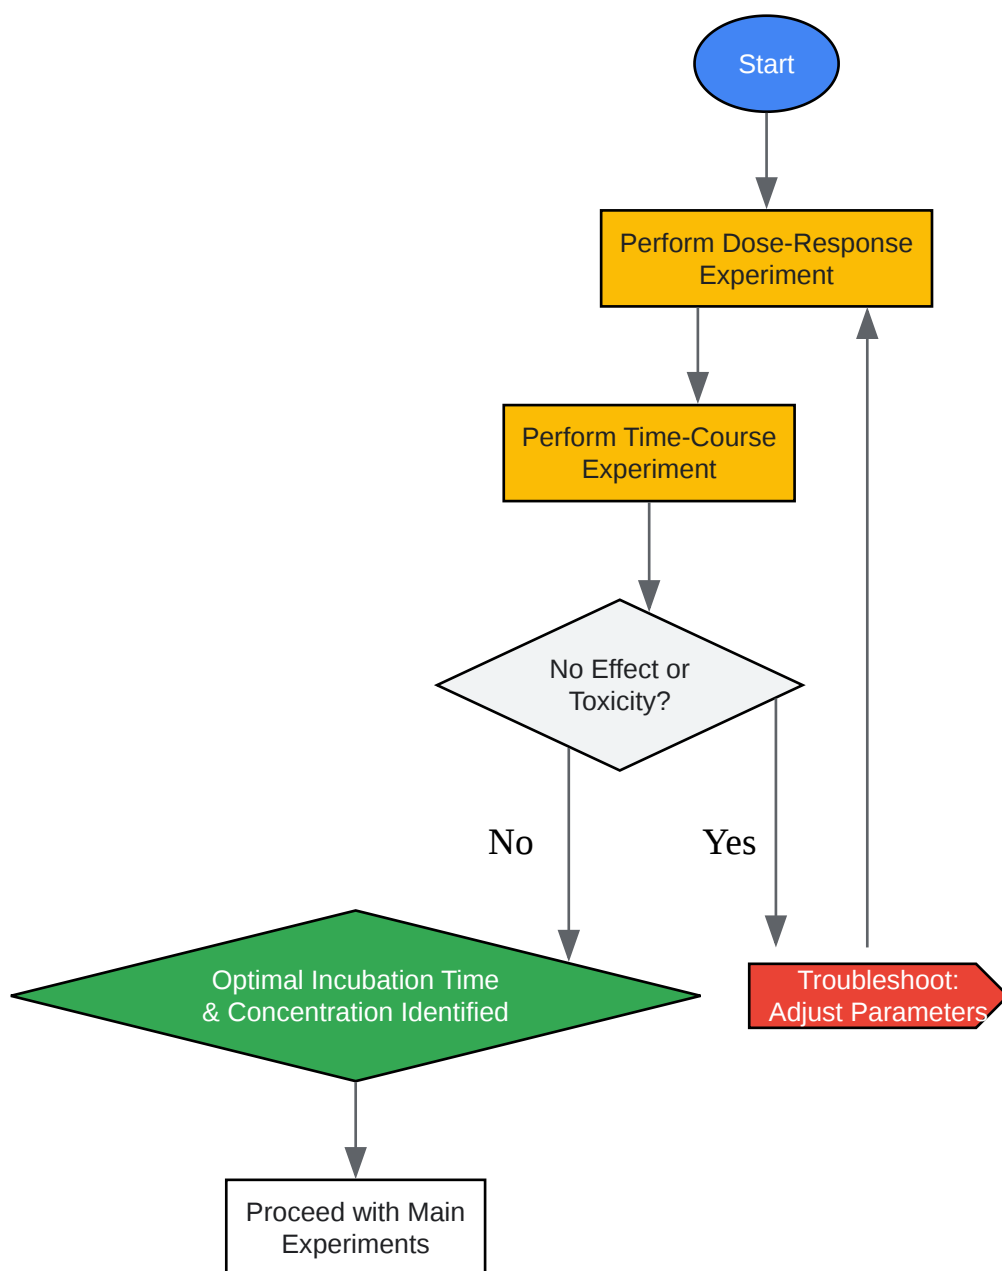 Start
Perform Dose-Response
Experiment
Perform Time-Course
Experiment
No Effect or
Toxicity?
No
Yes
Optimal Incubation Time
& Concentration Identified
Troubleshoot:
Adjust Parameters
Proceed with Main
Experiments